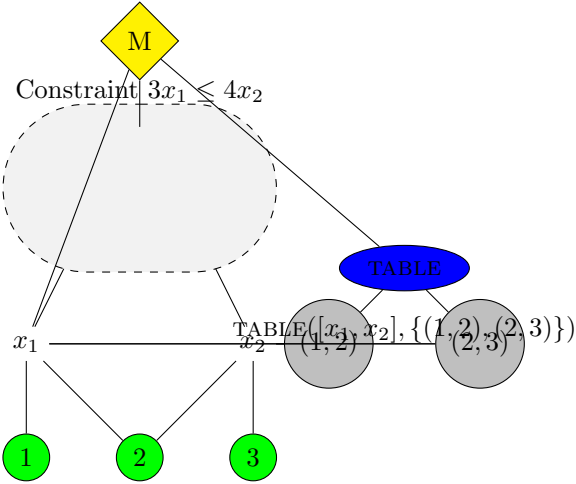 M
Constraint 3x₁ ≤ 4x₂
TABLE
TABLE([x₁, x₂], {(1, 2), (2, 3)})
x₁
x₂
(1, 2)
(2, 3)
1
2
3